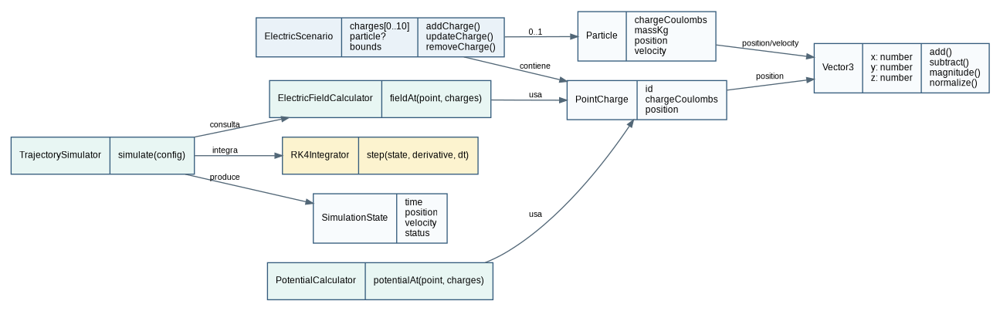 ElectricScenario
charges[0..10]
particle?
bounds
addCharge()
updateCharge()
removeCharge()
0..1
contiene
Particle
chargeCoulombs
massKg
position
velocity
position/velocity
Vector3
x: number
y: number
z: number
add()
subtract()
magnitude()
normalize()
ElectricFieldCalculator
fieldAt(point, charges)
usa
PointCharge
id
chargeCoulombs
position
position
TrajectorySimulator
simulate(config)
consulta
integra
produce
RK4Integrator
step(state, derivative, dt)
SimulationState
time
position
velocity
status
usa
PotentialCalculator
potentialAt(point, charges)